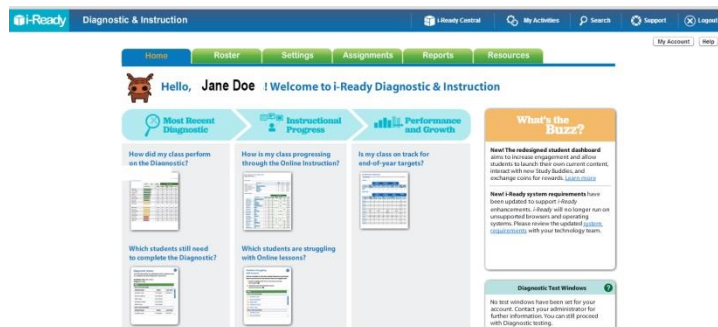 i-Ready
Diagnostic & Instruction
i-Ready Central
My Activities
Search
Support
Logout
My Account
Help
Home
Roster
Settings
Assignments
Reports
Resources
Hello, Jane Doe ! Welcome to i-Ready Diagnostic & Instruction
Most Recent
Diagnostic
Instructional
Progress
Performance
and Growth
How did my class perform
on the Diagnostic?
How is my class progressing
through the Online Instruction?
Is my class on track for
end-of-year targets?
Which students still need
to complete the Diagnostic?
Which students are struggling
with Online lessons?
What's the
Buzz?
New! The redesigned student dashboard
aims to increase engagement and allow
students to launch their own current content,
interact with new Study Buddies, and
exchange coins for rewards. Learn more
New! i-Ready system requirements have
been updated to support i-Ready
enhancements. i-Ready will no longer run on
unsupported browsers and operating
systems. Please review the updated system
requirements with your technology team.
Diagnostic Test Windows
?
No test windows have been set for your
account. Contact your administrator for
further information. You can still proceed
with Diagnostic testing.